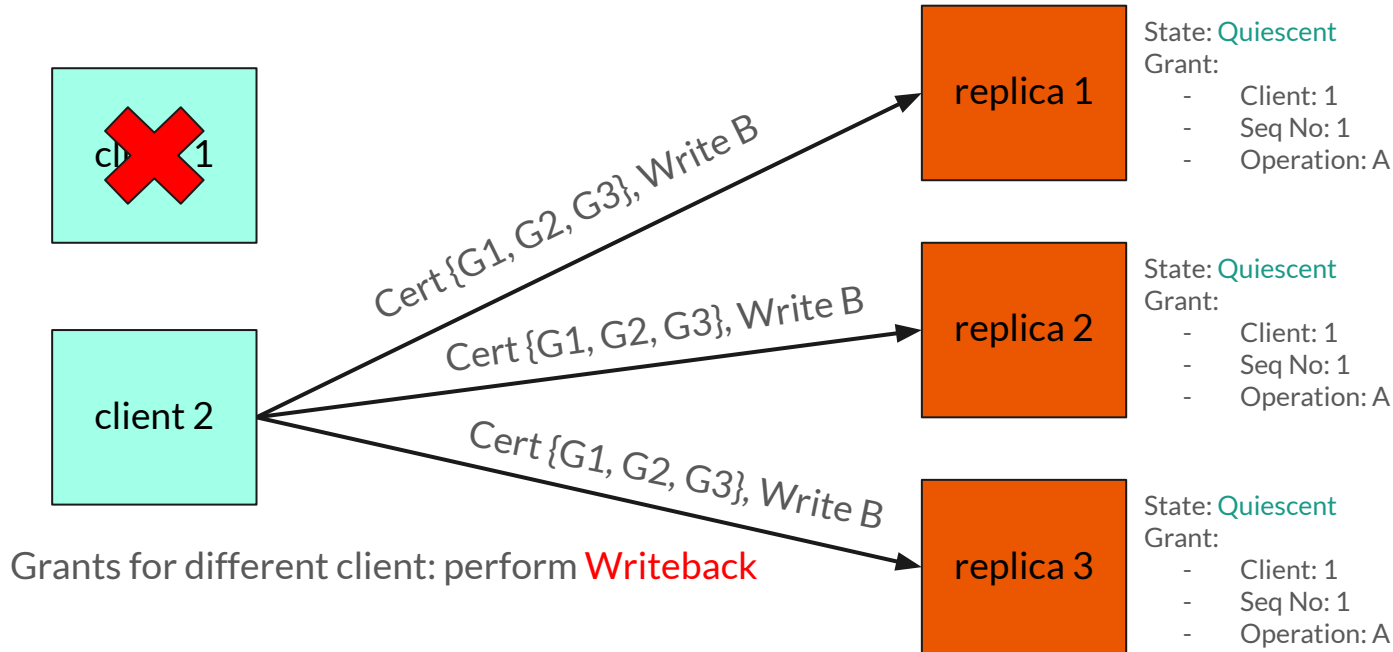 cl 1
client 2
Cert {G1, G2, G3}, Write B
Cert {G1, G2, G3}, Write B
Cert {G1, G2, G3}, Write B
Grants for different client: perform Writeback
replica 1
State: Quiescent
Grant:
- Client: 1
- Seq No: 1
- Operation: A
replica 2
State: Quiescent
Grant:
- Client: 1
- Seq No: 1
- Operation: A
replica 3
State: Quiescent
Grant:
- Client: 1
- Seq No: 1
- Operation: A